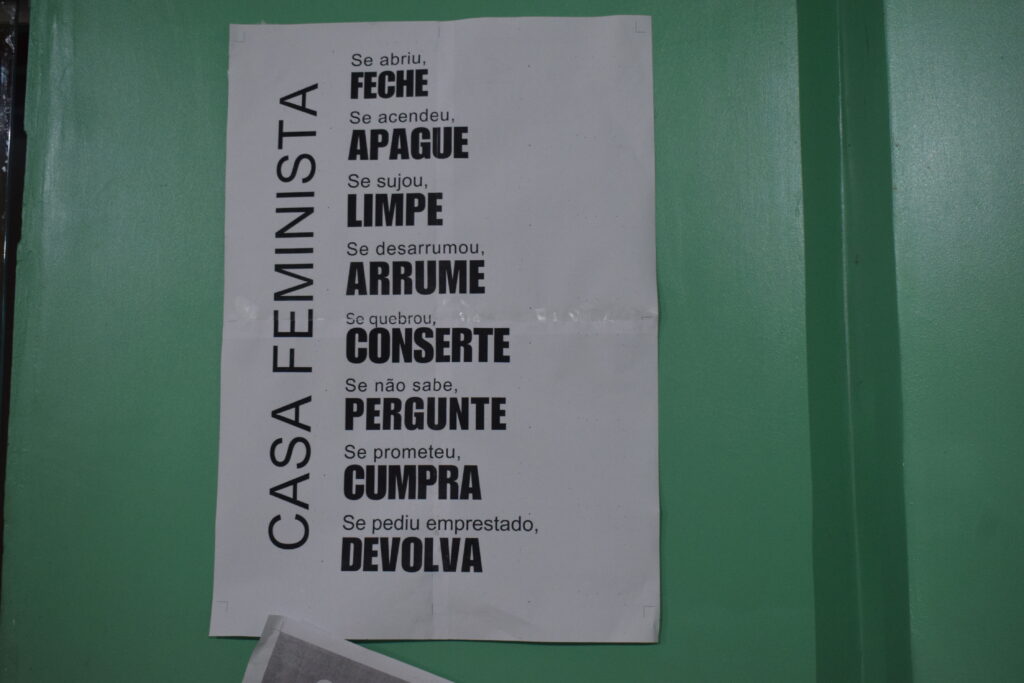 CASA FEMINISTA
Se abriu,
FECHE
Se acendeu,
APAGUE
Se sujou,
LIMPE
Se desarrumou,
ARRUME
Se quebrou,
CONSERTE
Se não sabe,
PERGUNTE
Se prometeu,
CUMPRA
Se pediu emprestado,
DEVOLVA